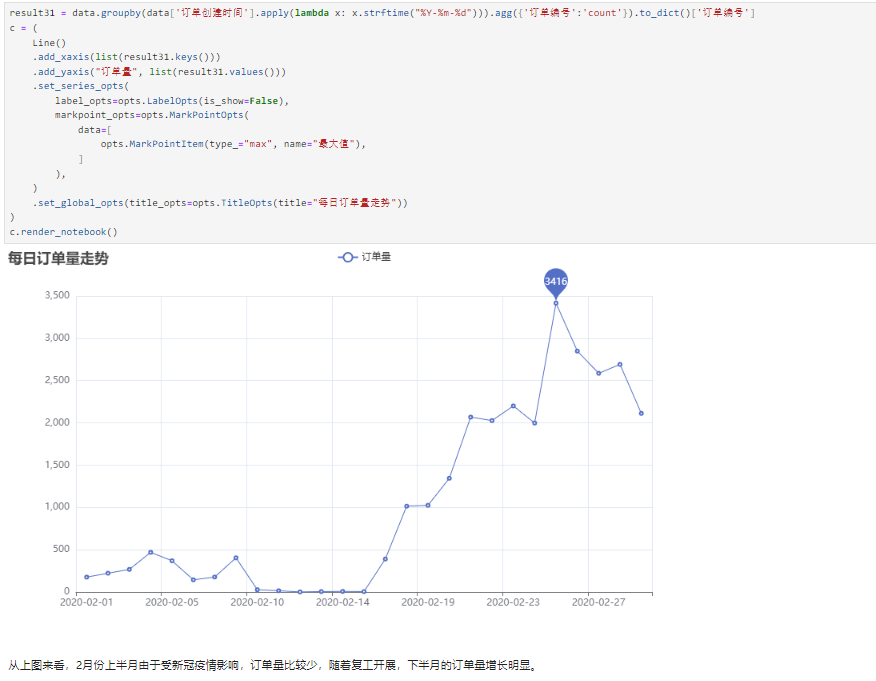 result31 = data.groupby(data['订单创建时间'].apply(lambda x: x.strftime("%Y-%m-%d"))).agg({'订单编号':'count'}).to_dict()['订单编号']
c = (
    Line()
    .add_xaxis(list(result31.keys()))
    .add_yaxis("订单量", list(result31.values()))
    .set_series_opts(
        label_opts=opts.LabelOpts(is_show=False),
        markpoint_opts=opts.MarkPointOpts(
            data=[
                opts.MarkPointItem(type_="max", name="最大值"),
            ]
        ),
    )
    .set_global_opts(title_opts=opts.TitleOpts(title="每日订单量走势"))
)
c.render_notebook()
每日订单量走势
订单量
3416
3,500
3,000
2,500
2,000
1,500
1,000
500
0
2020-02-01 2020-02-05 2020-02-10 2020-02-14 2020-02-19 2020-02-23 2020-02-27
从上图来看，2月份上半月由于受新冠疫情影响，订单量比较少，随着复工开展，下半月的订单量增长明显。